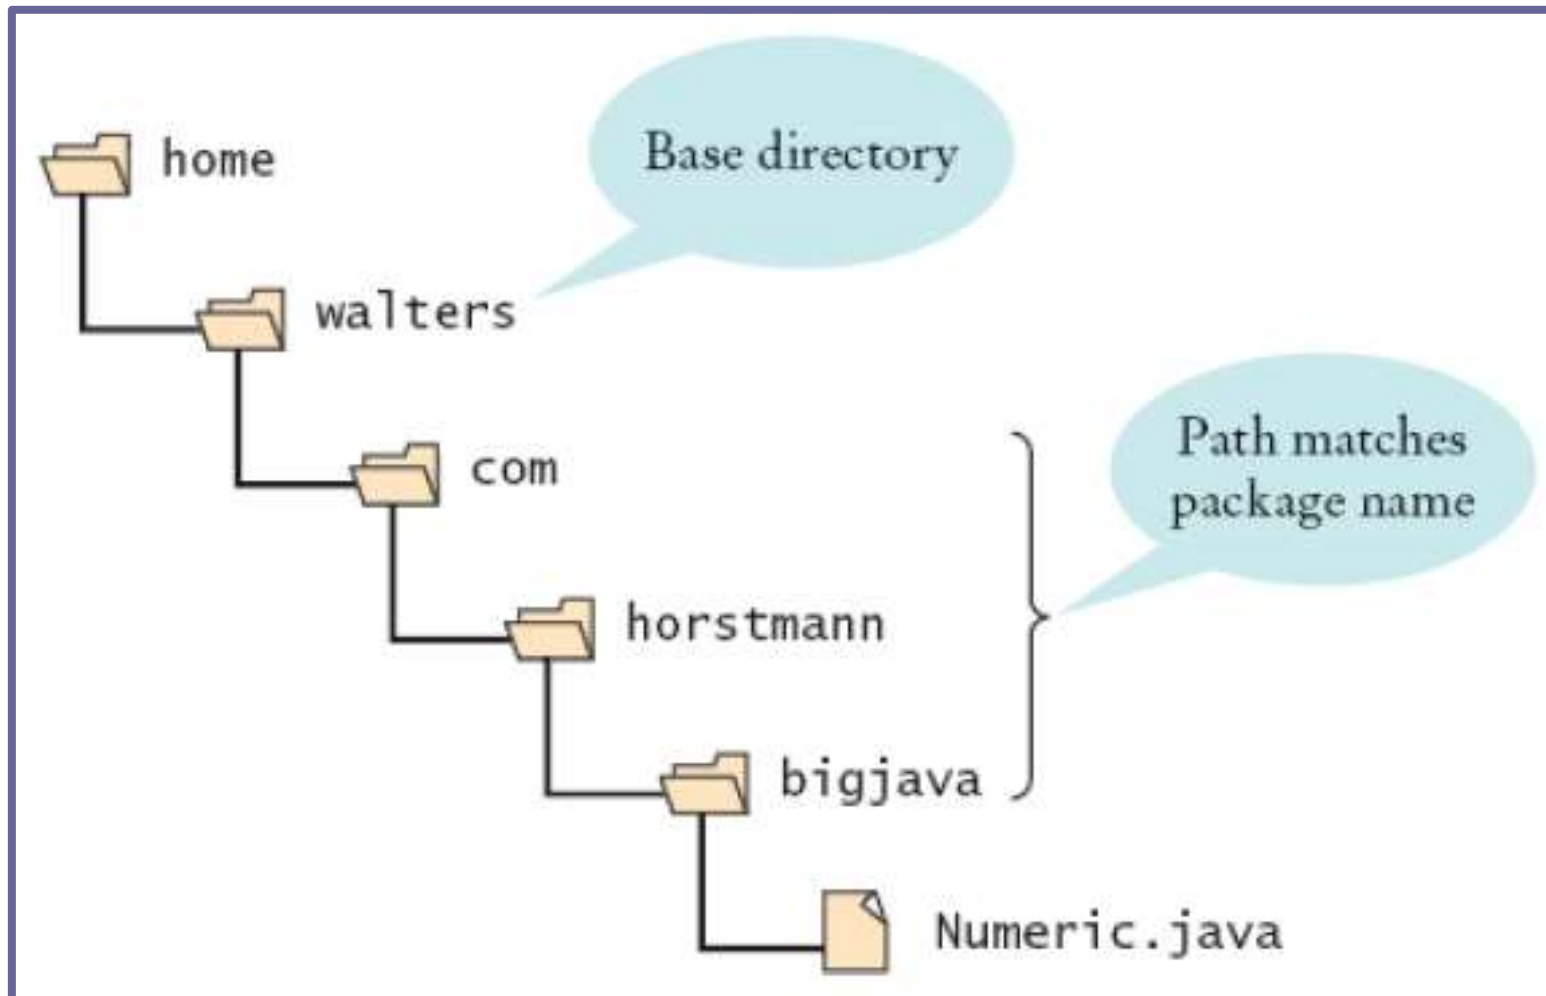 home
Base directory
walters
com
Path matches
package name
horstmann
bigjava
Numeric.java